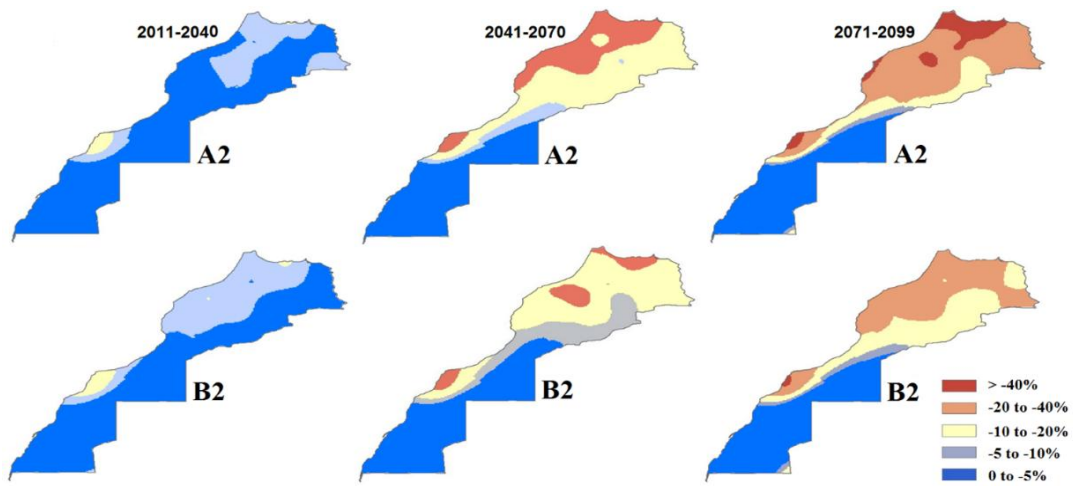 2011-2040
2041-2070
2071-2099
A2
A2
A2
B2
B2
B2
> -40%
-20 to -40%
-10 to -20%
-5 to -10%
0 to -5%